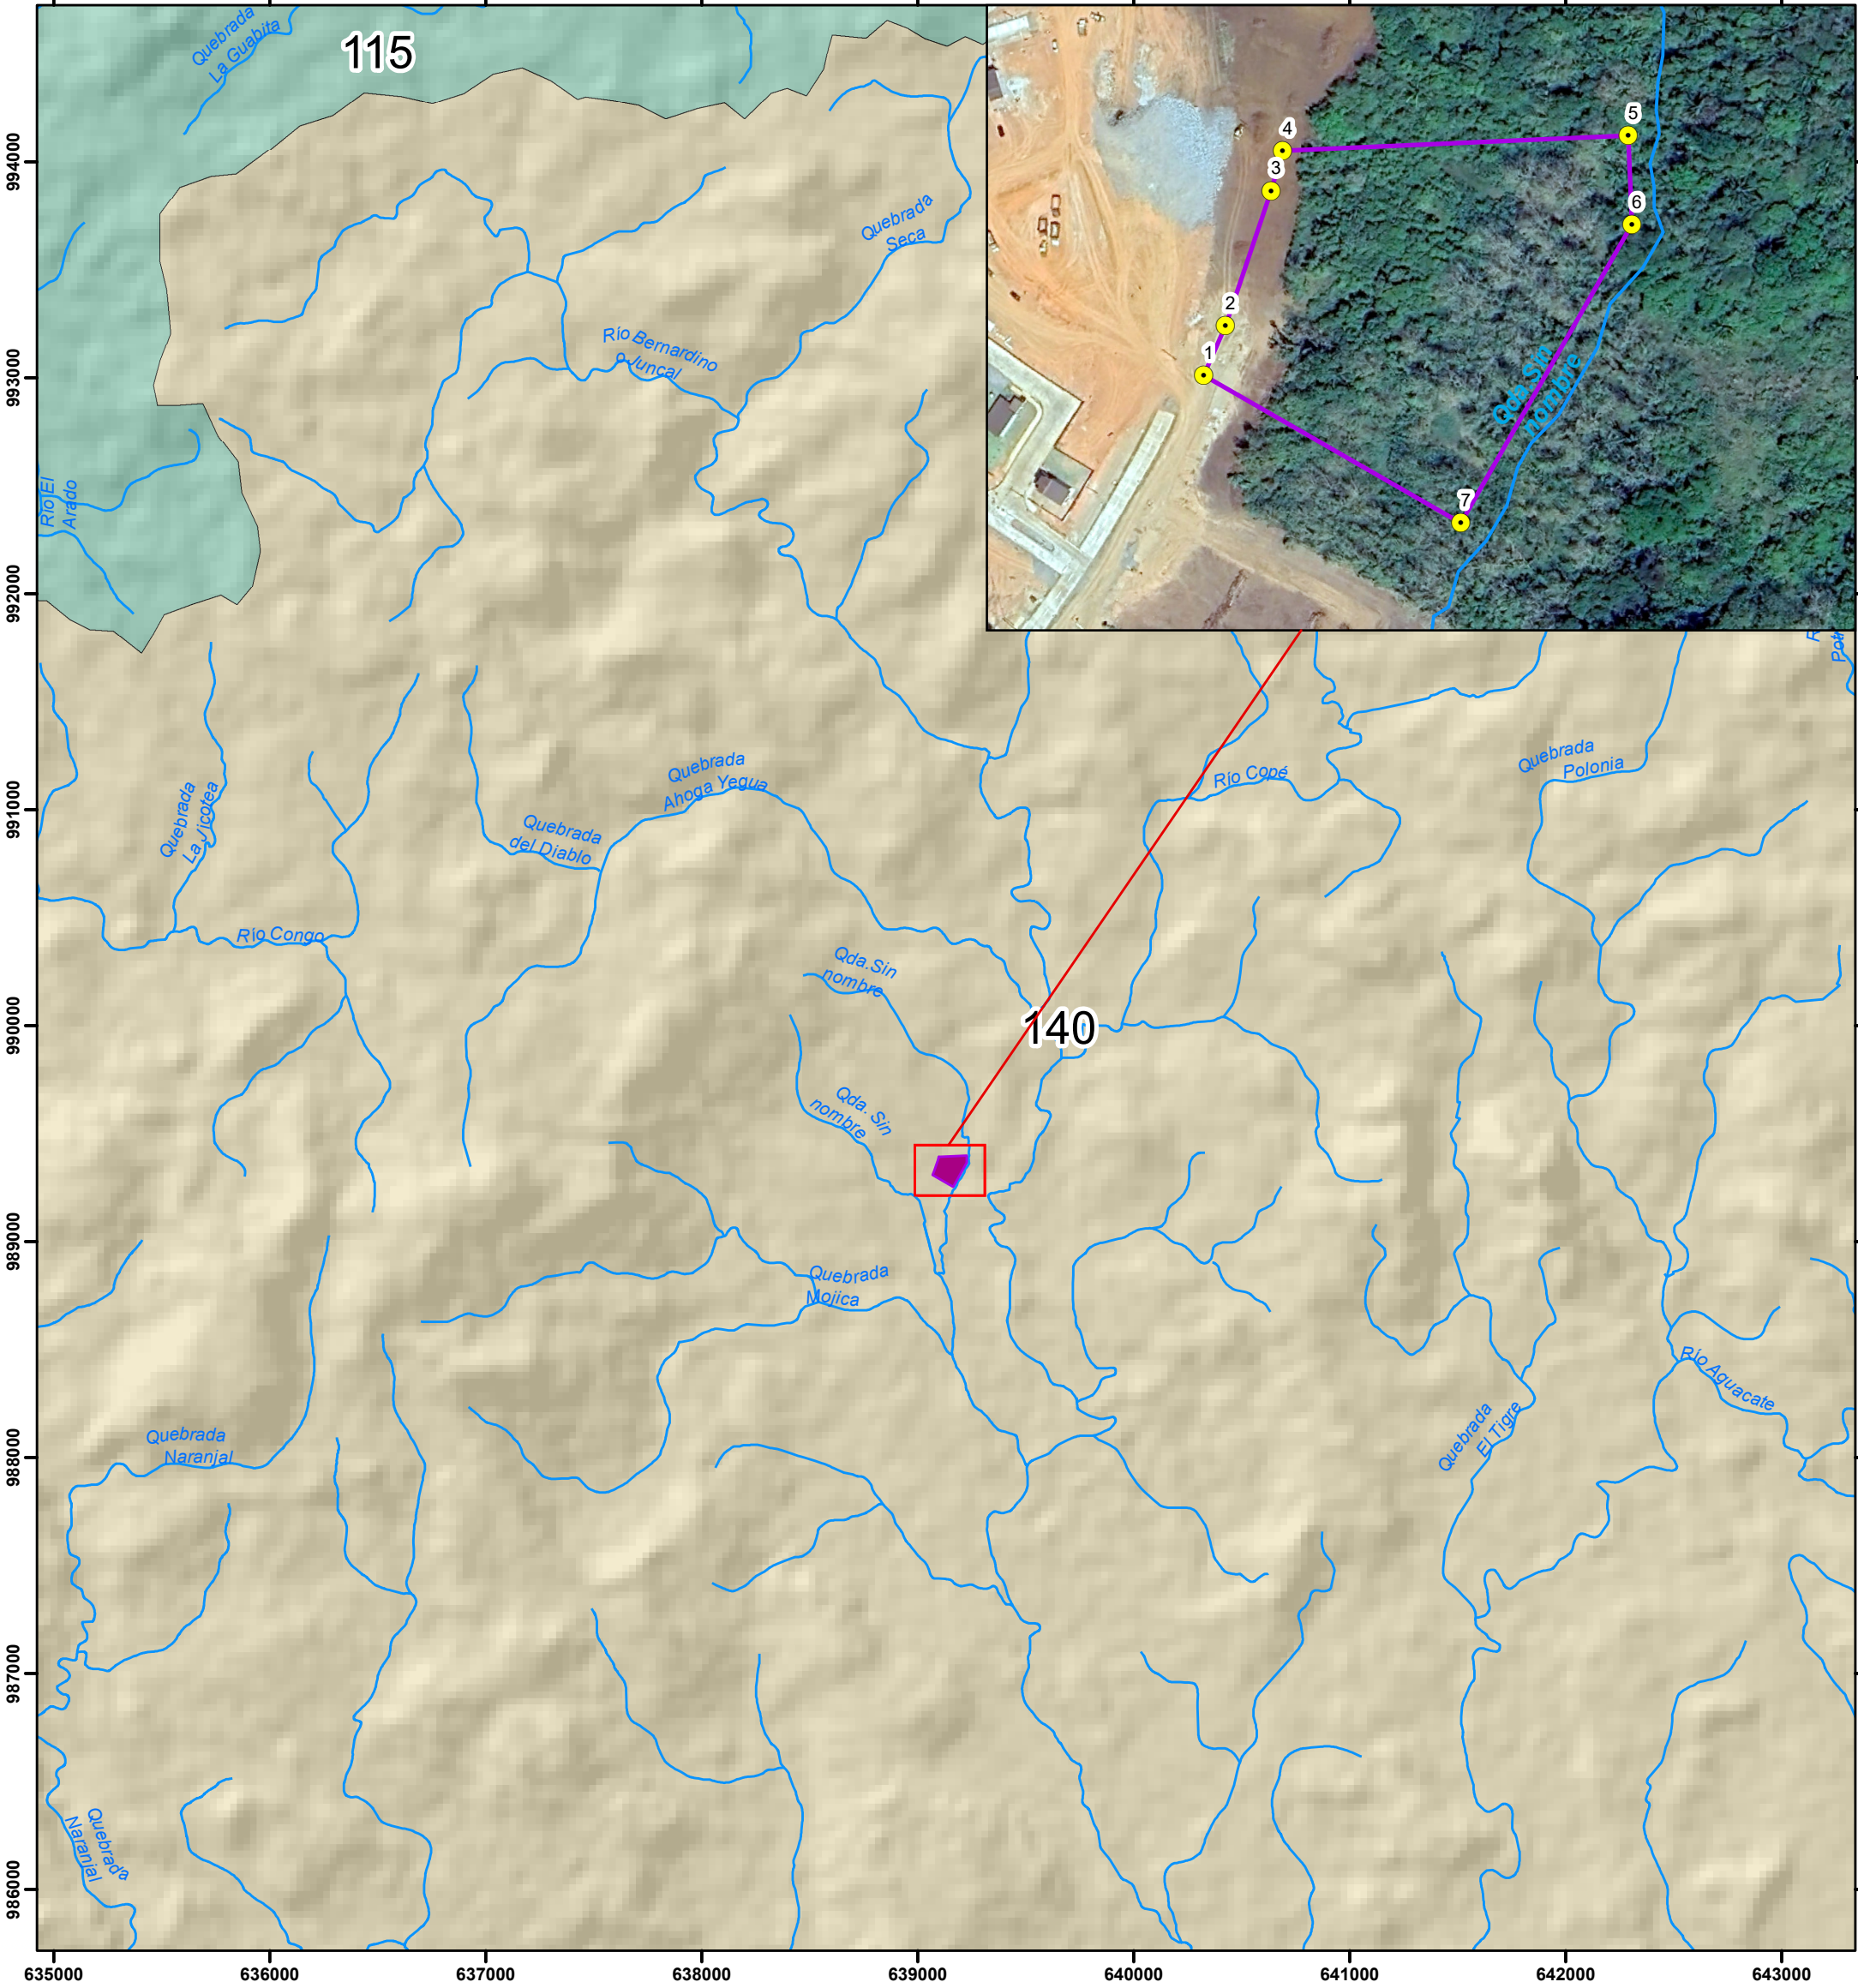 Quebrada
La Guabita
115
Quebrada
Seca
Río Bernardino
o Juncal
Río El
Arado
4
3
5
6
2
1
7
Qda.Sin
nombre
Quebrada
La Jicotea
Quebrada
Ahoga Yegua
Quebrada
del Diablo
Río Copé
Quebrada
Polonia
Río Congo
Qda.Sin
nombre
140
Qda. Sin
nombre
Quebrada
Mojica
Río Aguacate
Quebrada
El Tigre
Quebrada
Naranjal
Quebrada
Naranjal
994000
993000
992000
991000
990000
989000
988000
987000
986000
635000
636000
637000
638000
639000
640000
641000
642000
643000